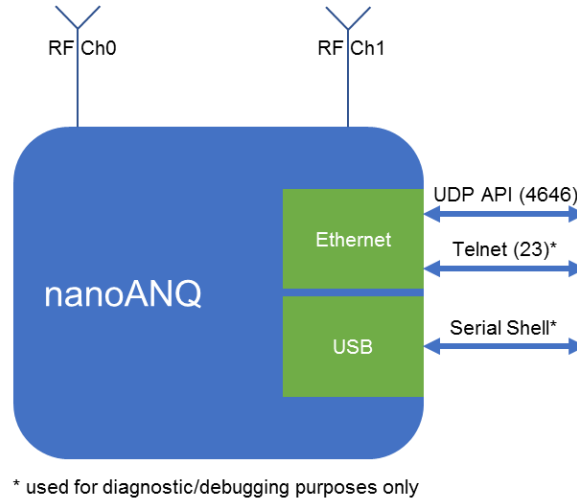 RF Ch0
RF Ch1
UDP API (4646)
Ethernet
Telnet (23)*
nanoANQ
Serial Shell*
USB
* used for diagnostic/debugging purposes only